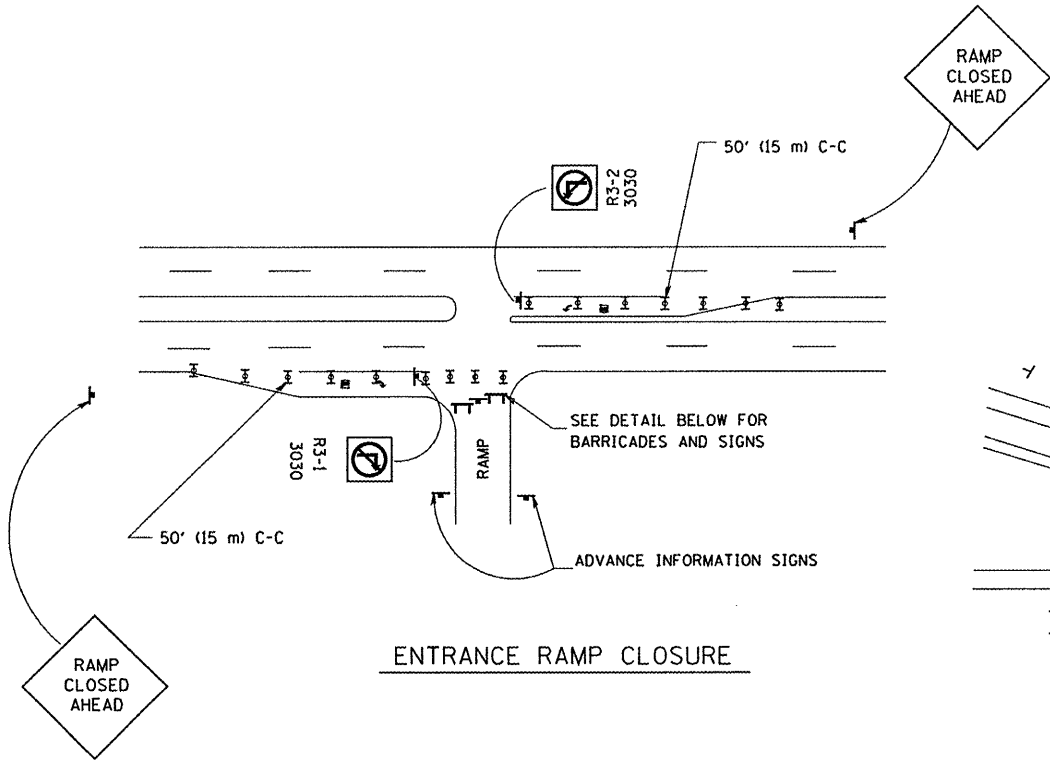 RAMP
CLOSED
AHEAD
50' (15 m) C-C
R3-2
3030
SEE DETAIL BELOW FOR
BARRICADES AND SIGNS
R3-1
3030
RAMP
50' (15 m) C-C
ADVANCE INFORMATION SIGNS
ENTRANCE RAMP CLOSURE
RAMP
CLOSED
AHEAD